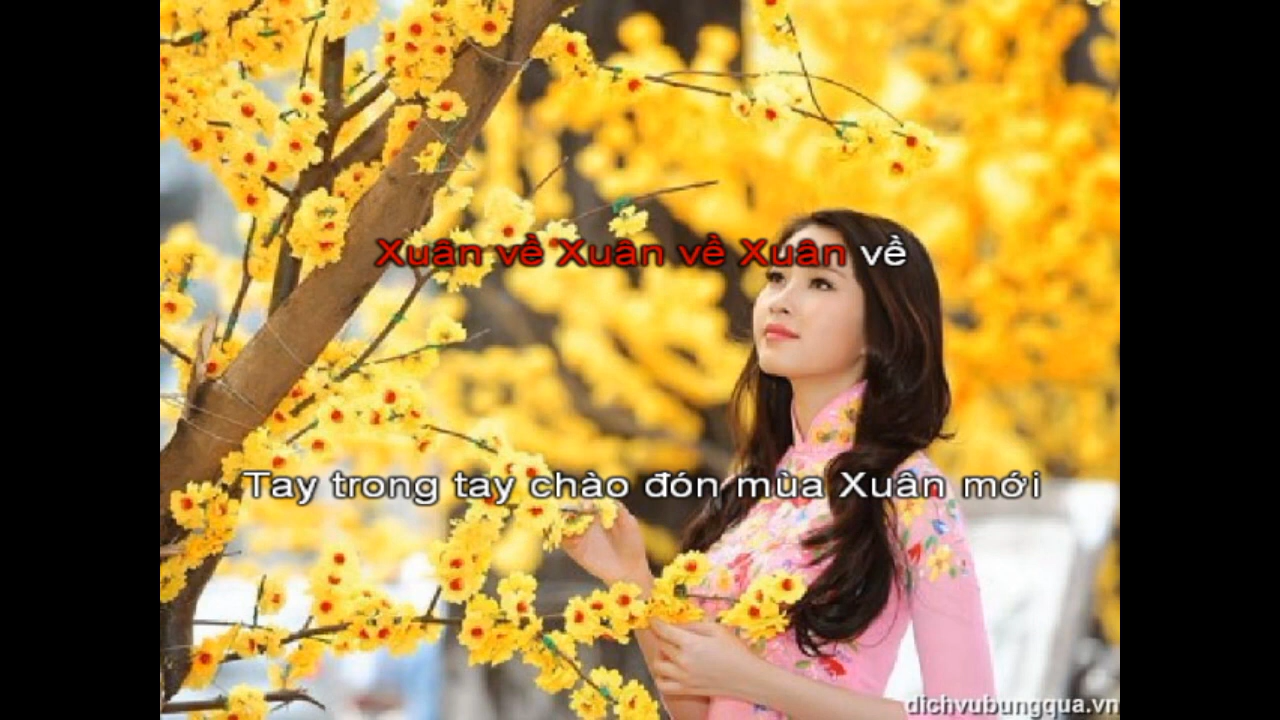 Xuân về Xuân về Xuân về
Tay trong tay chào đón mùa Xuân mới
dichvubungqua.vn